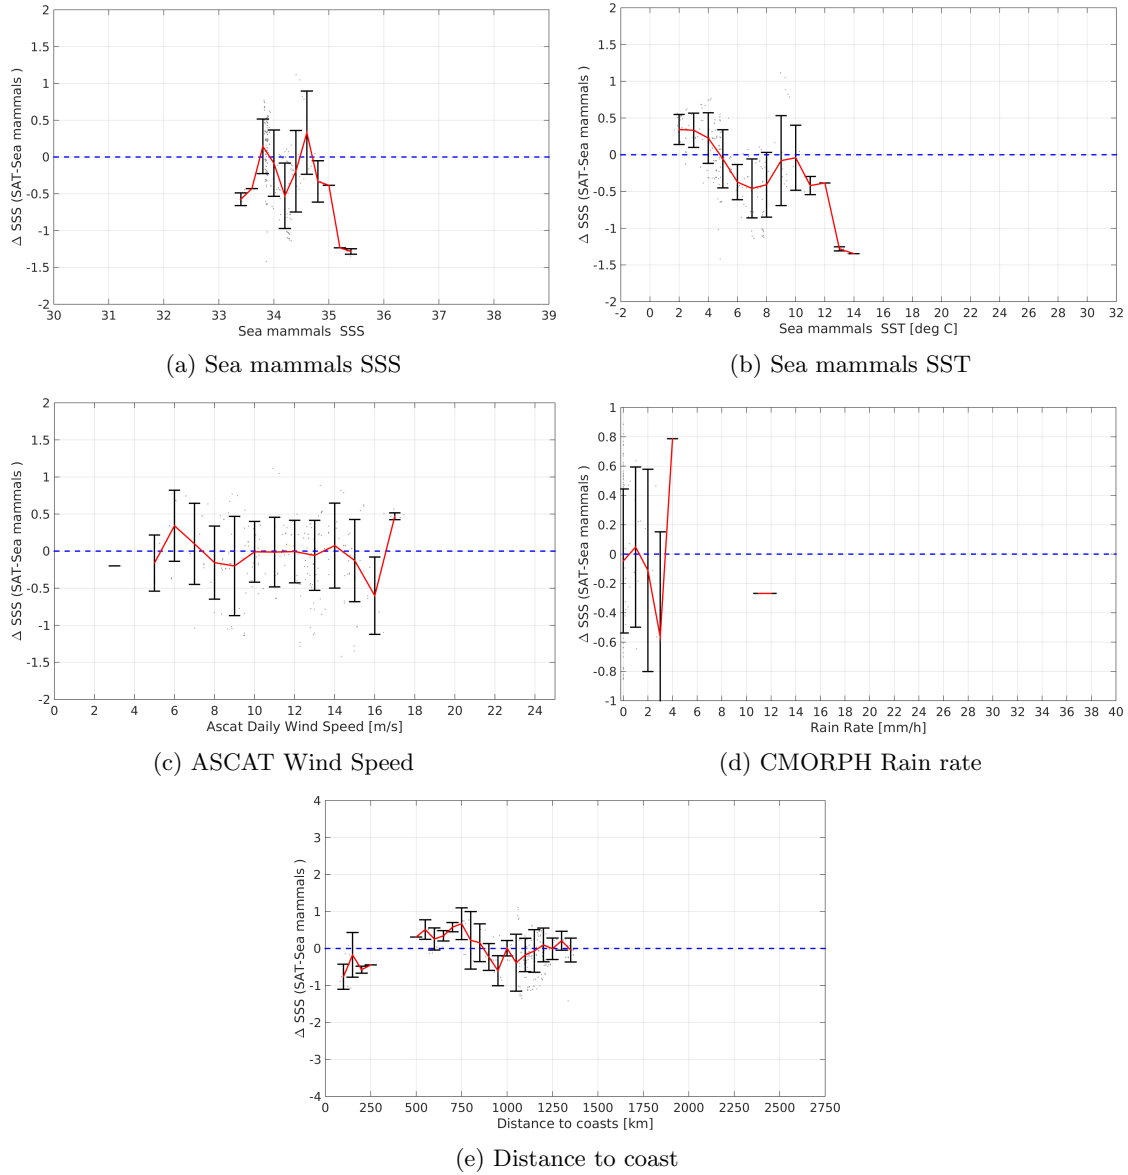 2
1.5
1
0.5
0
-0.5
-1
-1.5
-2
Δ SSS (SAT-Sea mammals )
30 31 32 33 34 35 36 37 38 39
Sea mammals SSS
(a) Sea mammals SSS
2
1.5
1
0.5
0
-0.5
-1
-1.5
-2
Δ SSS (SAT-Sea mammals )
-2 0 2 4 6 8 10 12 14 16 18 20 22 24 26 28 30 32
Sea mammals SST [deg C]
(b) Sea mammals SST
2
1.5
1
0.5
0
-0.5
-1
-1.5
-2
Δ SSS (SAT-Sea mammals )
0 2 4 6 8 10 12 14 16 18 20 22 24
Ascat Daily Wind Speed [m/s]
(c) ASCAT Wind Speed
1
0.8
0.6
0.4
0.2
0
-0.2
-0.4
-0.6
-0.8
-1
Δ SSS (SAT-Sea mammals )
0 2 4 6 8 10 12 14 16 18 20 22 24 26 28 30 32 34 36 38 40
Rain Rate [mm/h]
(d) CMORPH Rain rate
4
3
2
1
0
-1
-2
-3
-4
Δ SSS (SAT-Sea mammals )
0 250 500 750 1000 1250 1500 1750 2000 2250 2500 2750
Distance to coasts [km]
(e) Distance to coast